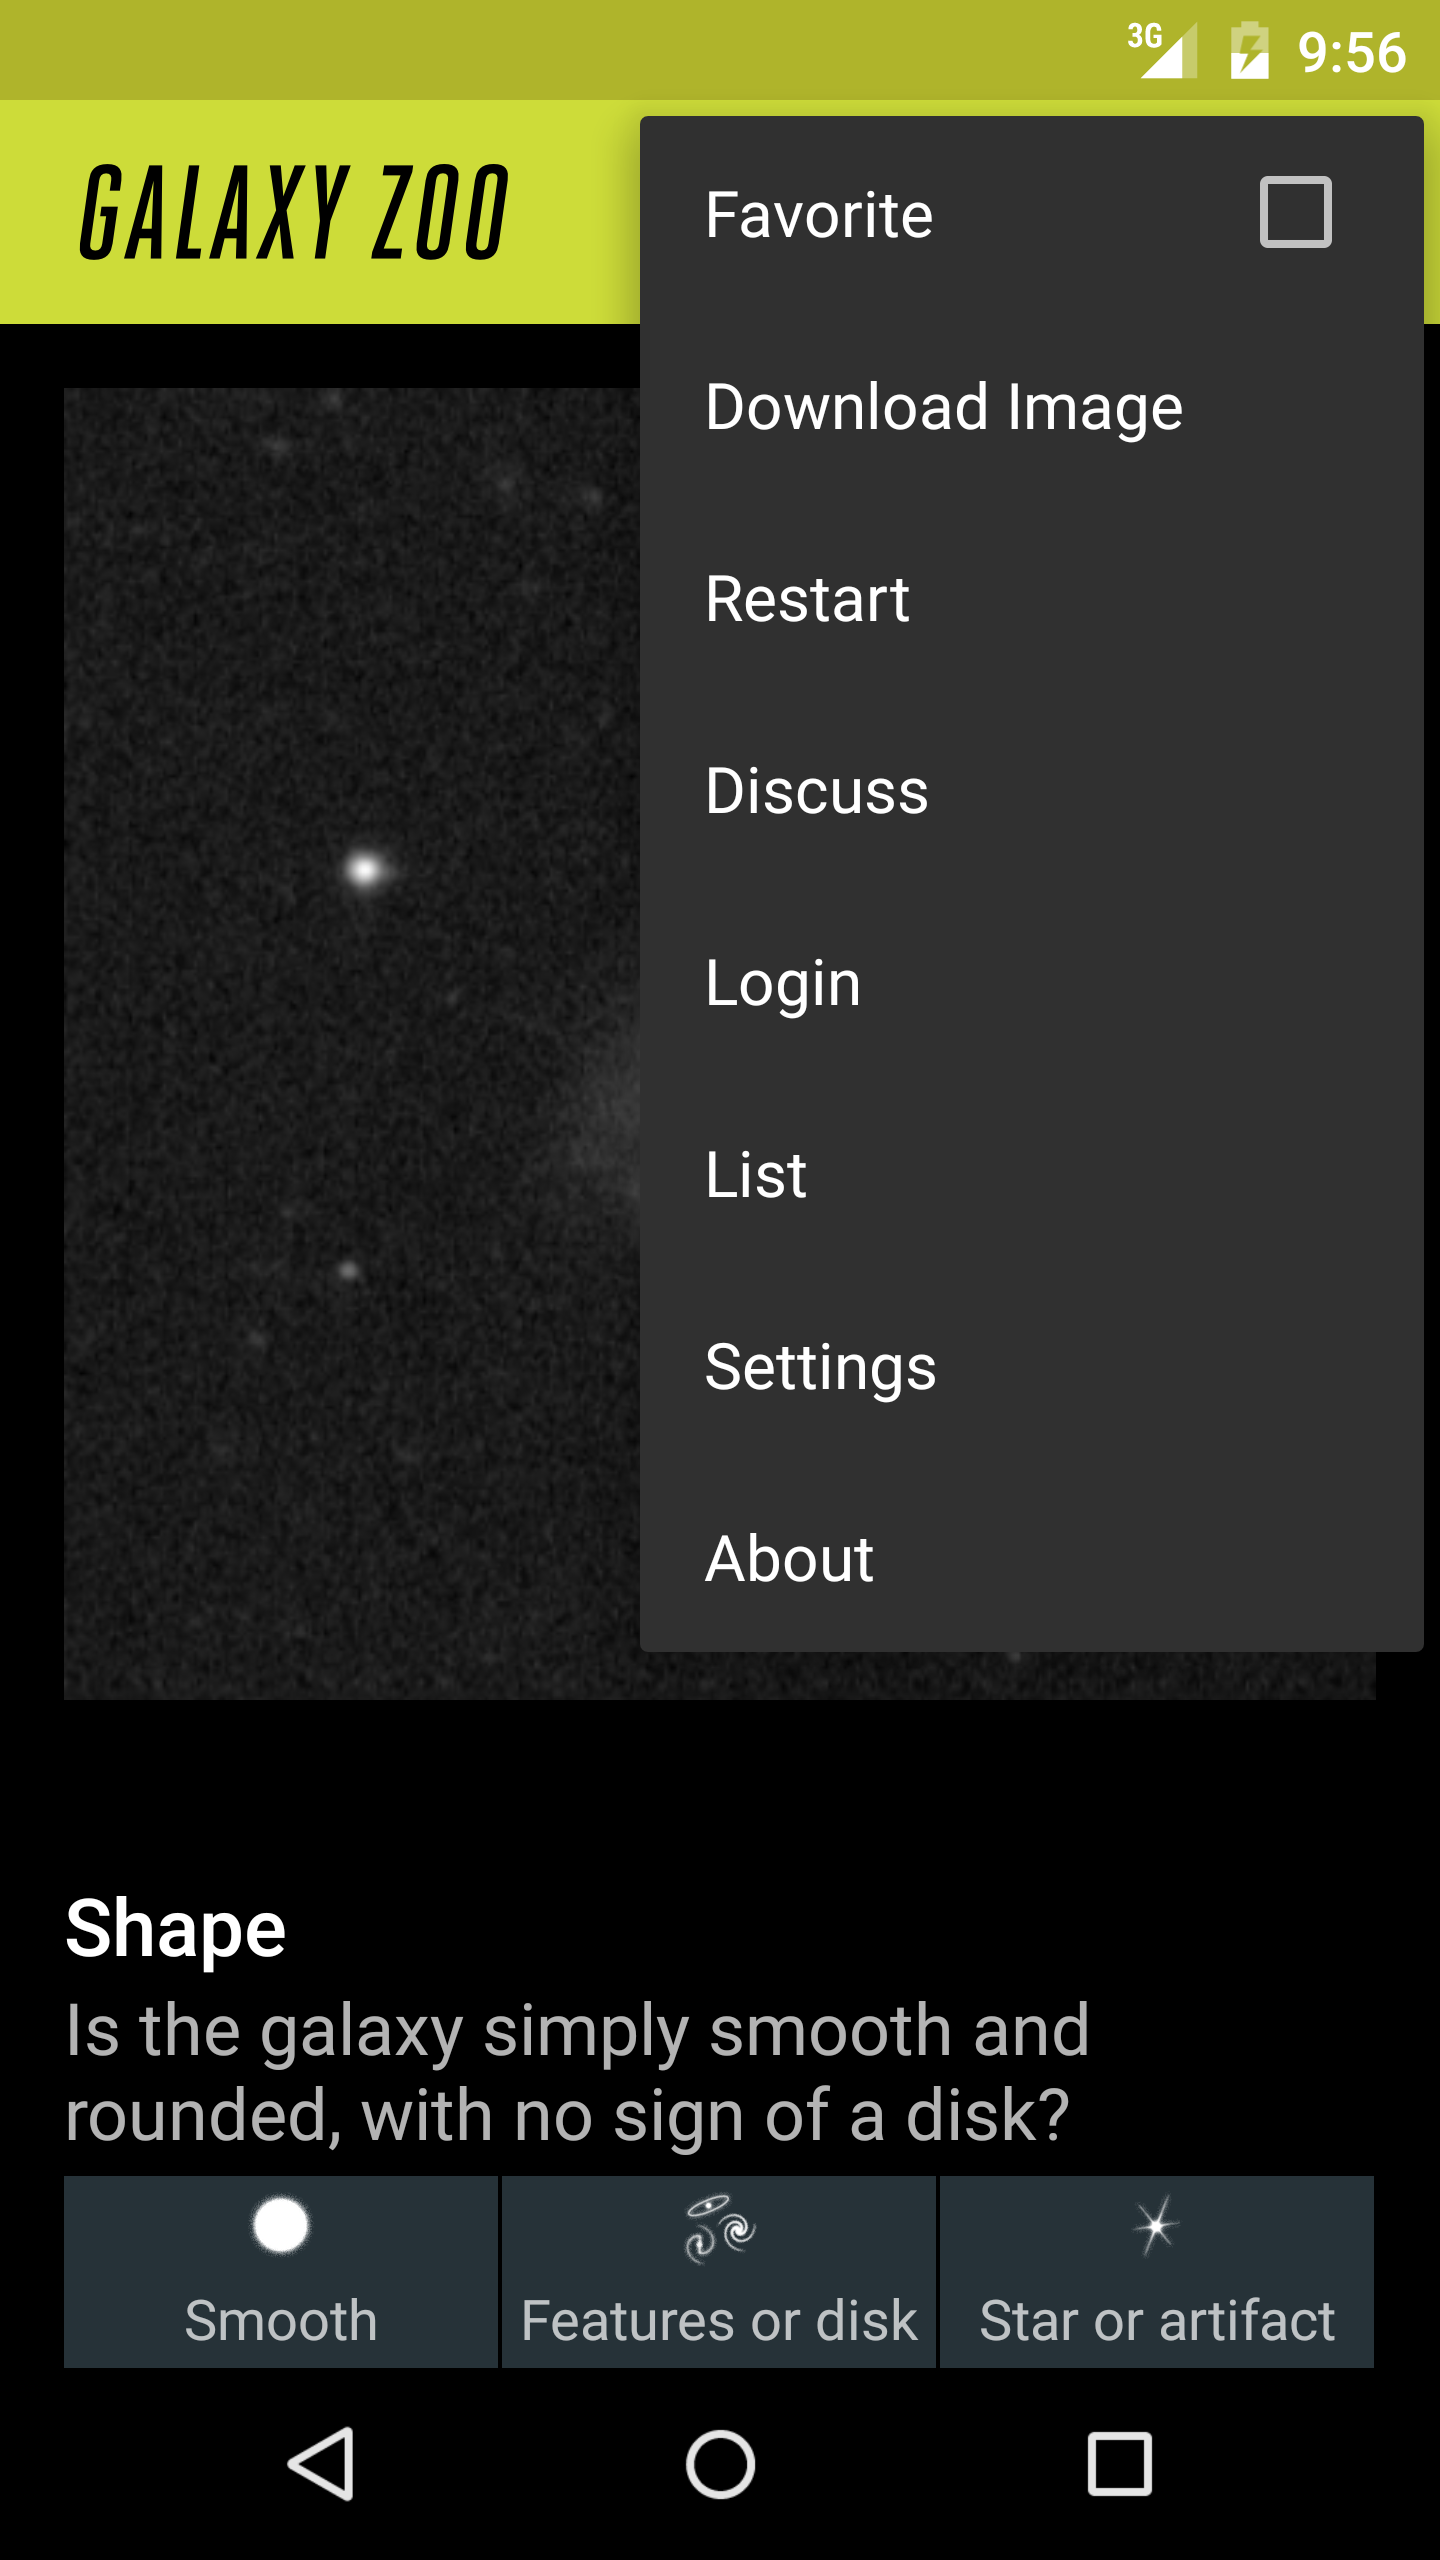 3G 9:56
GALAXY ZOO
Favorite
Download Image
Restart
Discuss
Login
List
Settings
About
Shape
Is the galaxy simply smooth and
rounded, with no sign of a disk?
Smooth
Features or disk
Star or artifact